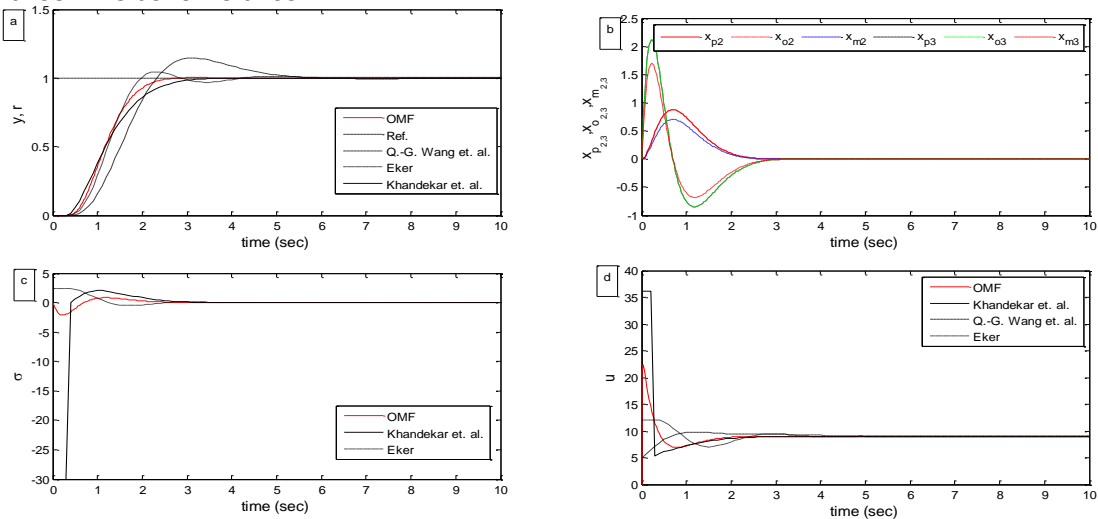 a
1.5
1
0.5
0
y, r
0 1 2 3 4 5 6 7 8 9 10
time (sec)
OMF
Ref.
Q.-G. Wang et. al.
Eker
Khandekar et. al.
b
2.5
2
1.5
1
0.5
0
-0.5
-1
x_p2,3, x_o2,3, x_m2,3
0 1 2 3 4 5 6 7 8 9 10
time (sec)
x_p2 x_o2 x_m2 x_p3 x_o3 x_m3
c
5
0
-5
-10
-15
-20
-25
-30
σ
0 1 2 3 4 5 6 7 8 9 10
time (sec)
OMF
Khandekar et. al.
Eker
d
40
35
30
25
20
15
10
5
0
u
0 1 2 3 4 5 6 7 8 9 10
time (sec)
OMF
Khandekar et. al.
Q.-G. Wang et. al.
Eker